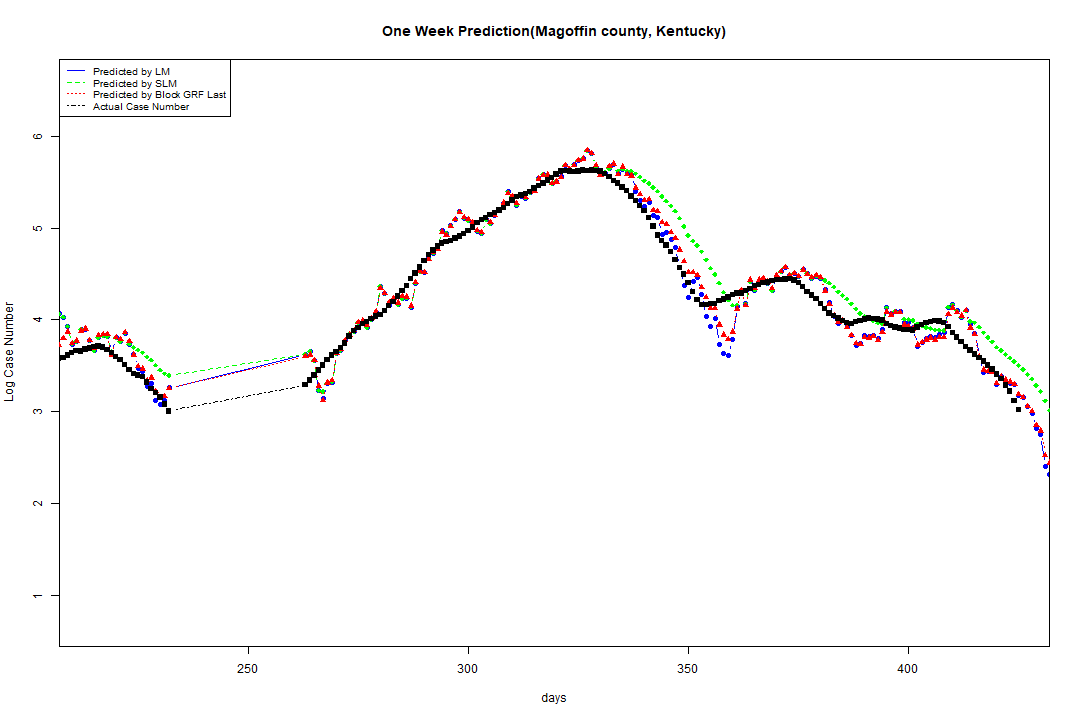 One Week Prediction(Magoffin county, Kentucky)
Predicted by LM
Predicted by SLM
Predicted by Block GRF Last
Actual Case Number
6
5
4
3
2
1
Log Case Number
250 300 350 400
days